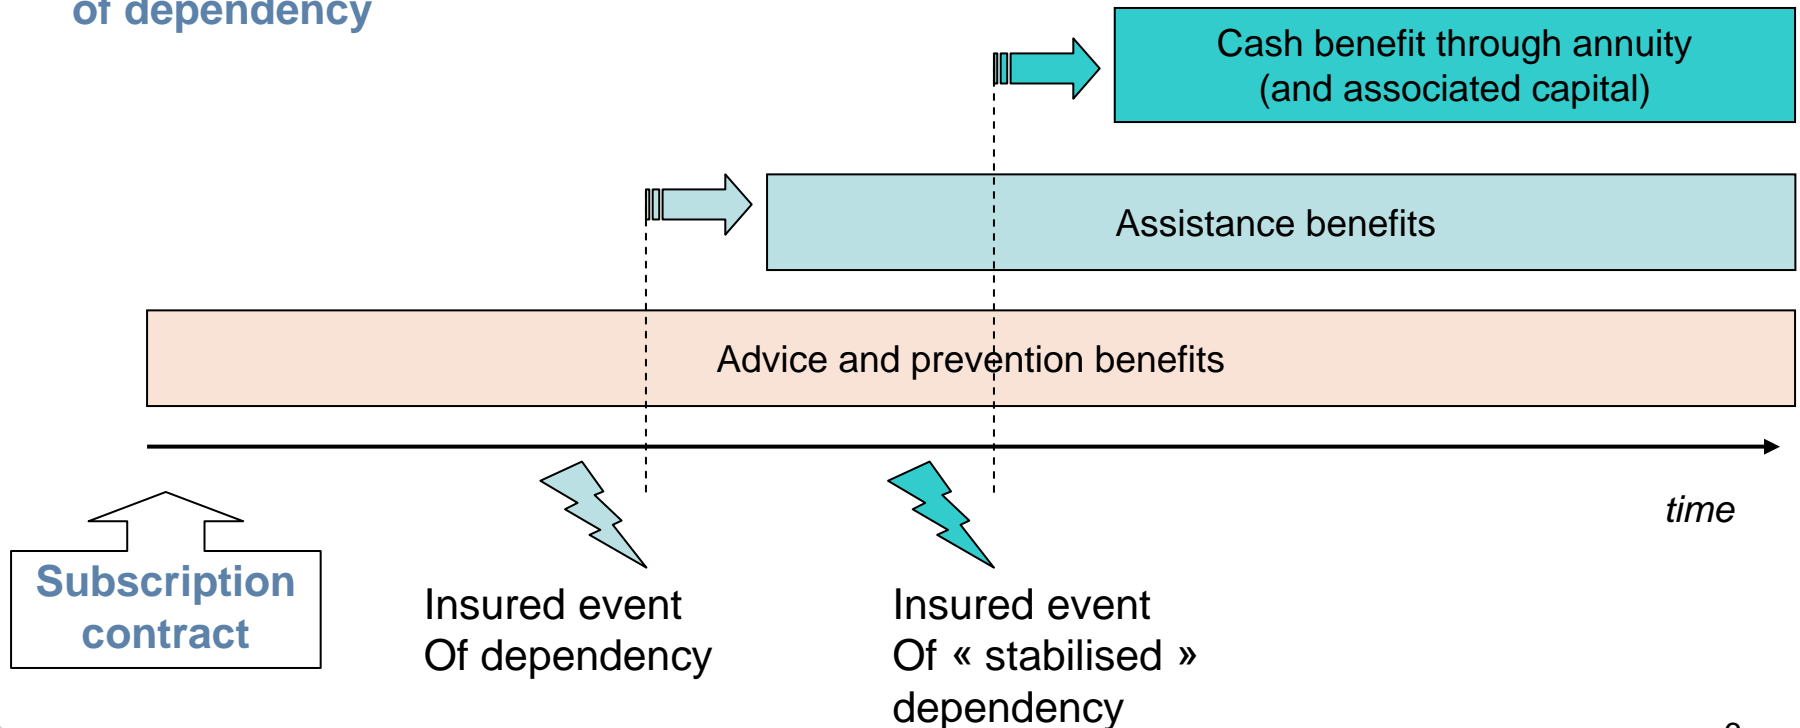 of dependency
Cash benefit through annuity
(and associated capital)
Assistance benefits
Advice and prevention benefits
time
Subscription
contract
Insured event
Of dependency
Insured event
Of « stabilised »
dependency